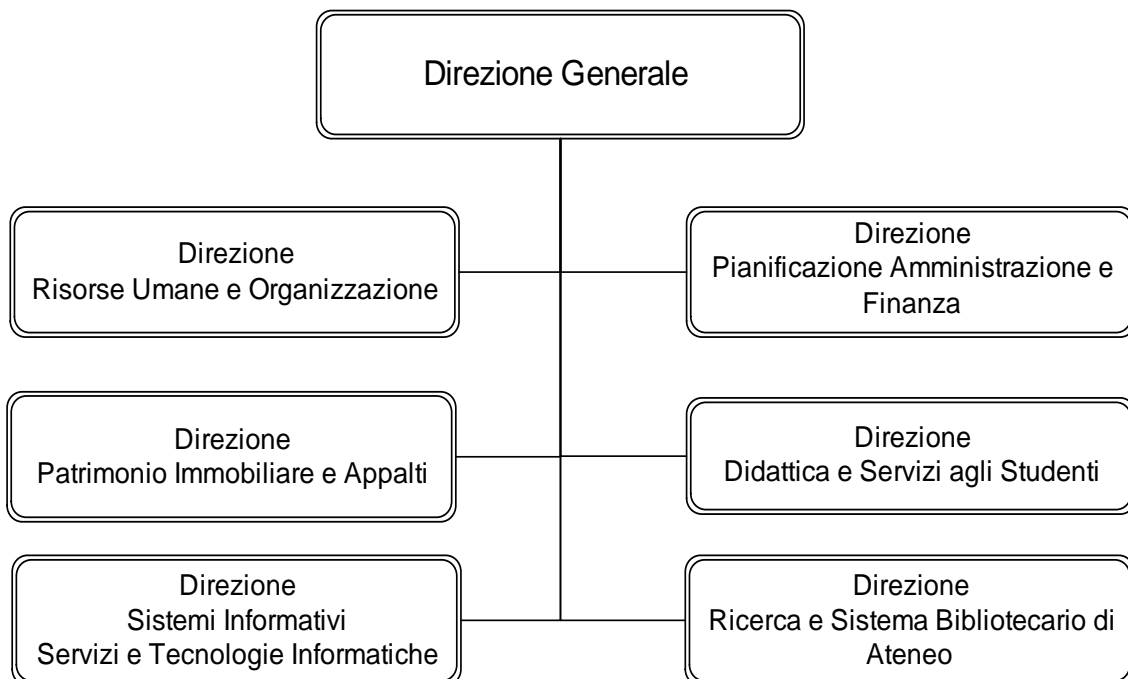 Direzione Generale
Direzione
Risorse Umane e Organizzazione
Direzione
Pianificazione Amministrazione e
Finanza
Direzione
Patrimonio Immobiliare e Appalti
Direzione
Didattica e Servizi agli Studenti
Direzione
Sistemi Informativi
Servizi e Tecnologie Informatiche
Direzione
Ricerca e Sistema Bibliotecario di
Ateneo